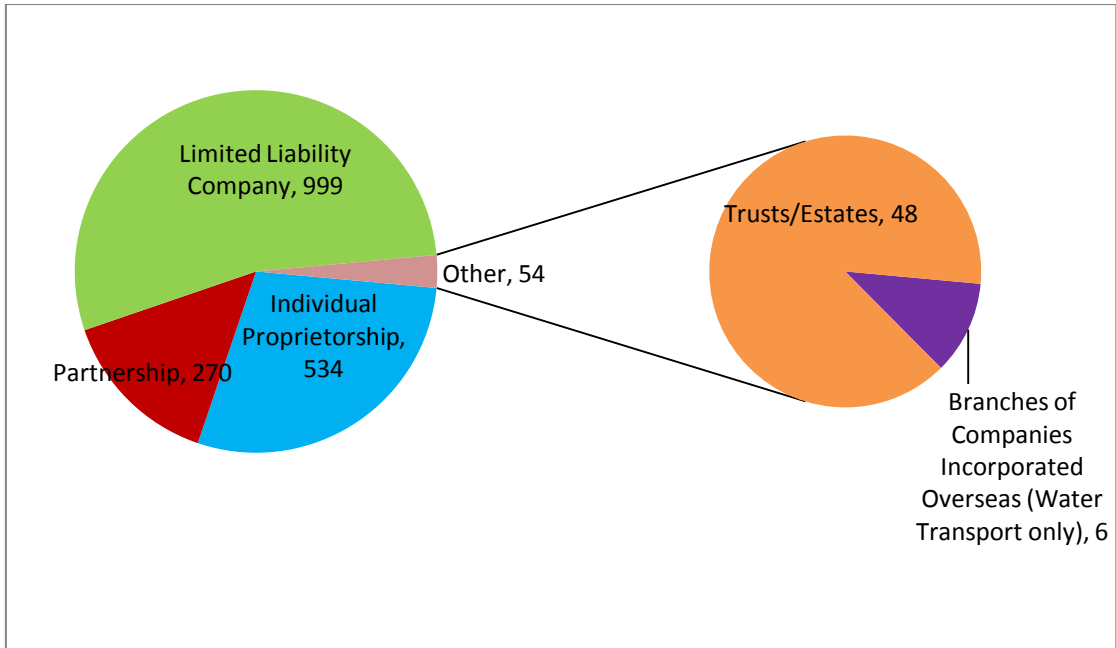 Limited Liability
Company, 999
Other, 54
Individual
Proprietorship,
534
Partnership, 270
Trusts/Estates, 48
Branches of
Companies
Incorporated
Overseas (Water
Transport only), 6